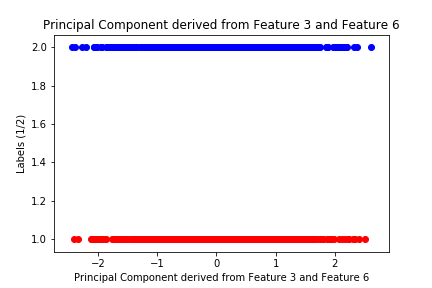 Principal Component derived from Feature 3 and Feature 6
Labels (1/2)
2.0
1.8
1.6
1.4
1.2
1.0
−2 −1 0 1 2
Principal Component derived from Feature 3 and Feature 6